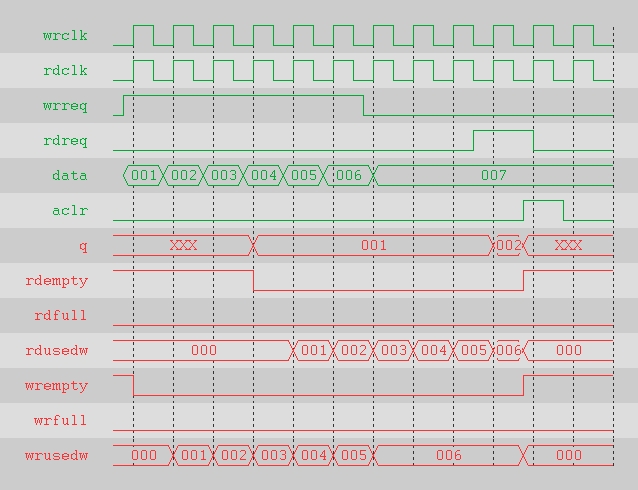 wrclk
rdclk
wrreq
rdreq
data 001 002 003 004 005 006 007
aclr
q XXX 001 002 XXX
rdempty
rdfull
rdusedw 000 001 002 003 004 005 006 000
wrempty
wrfull
wrusedw 000 001 002 003 004 005 006 000